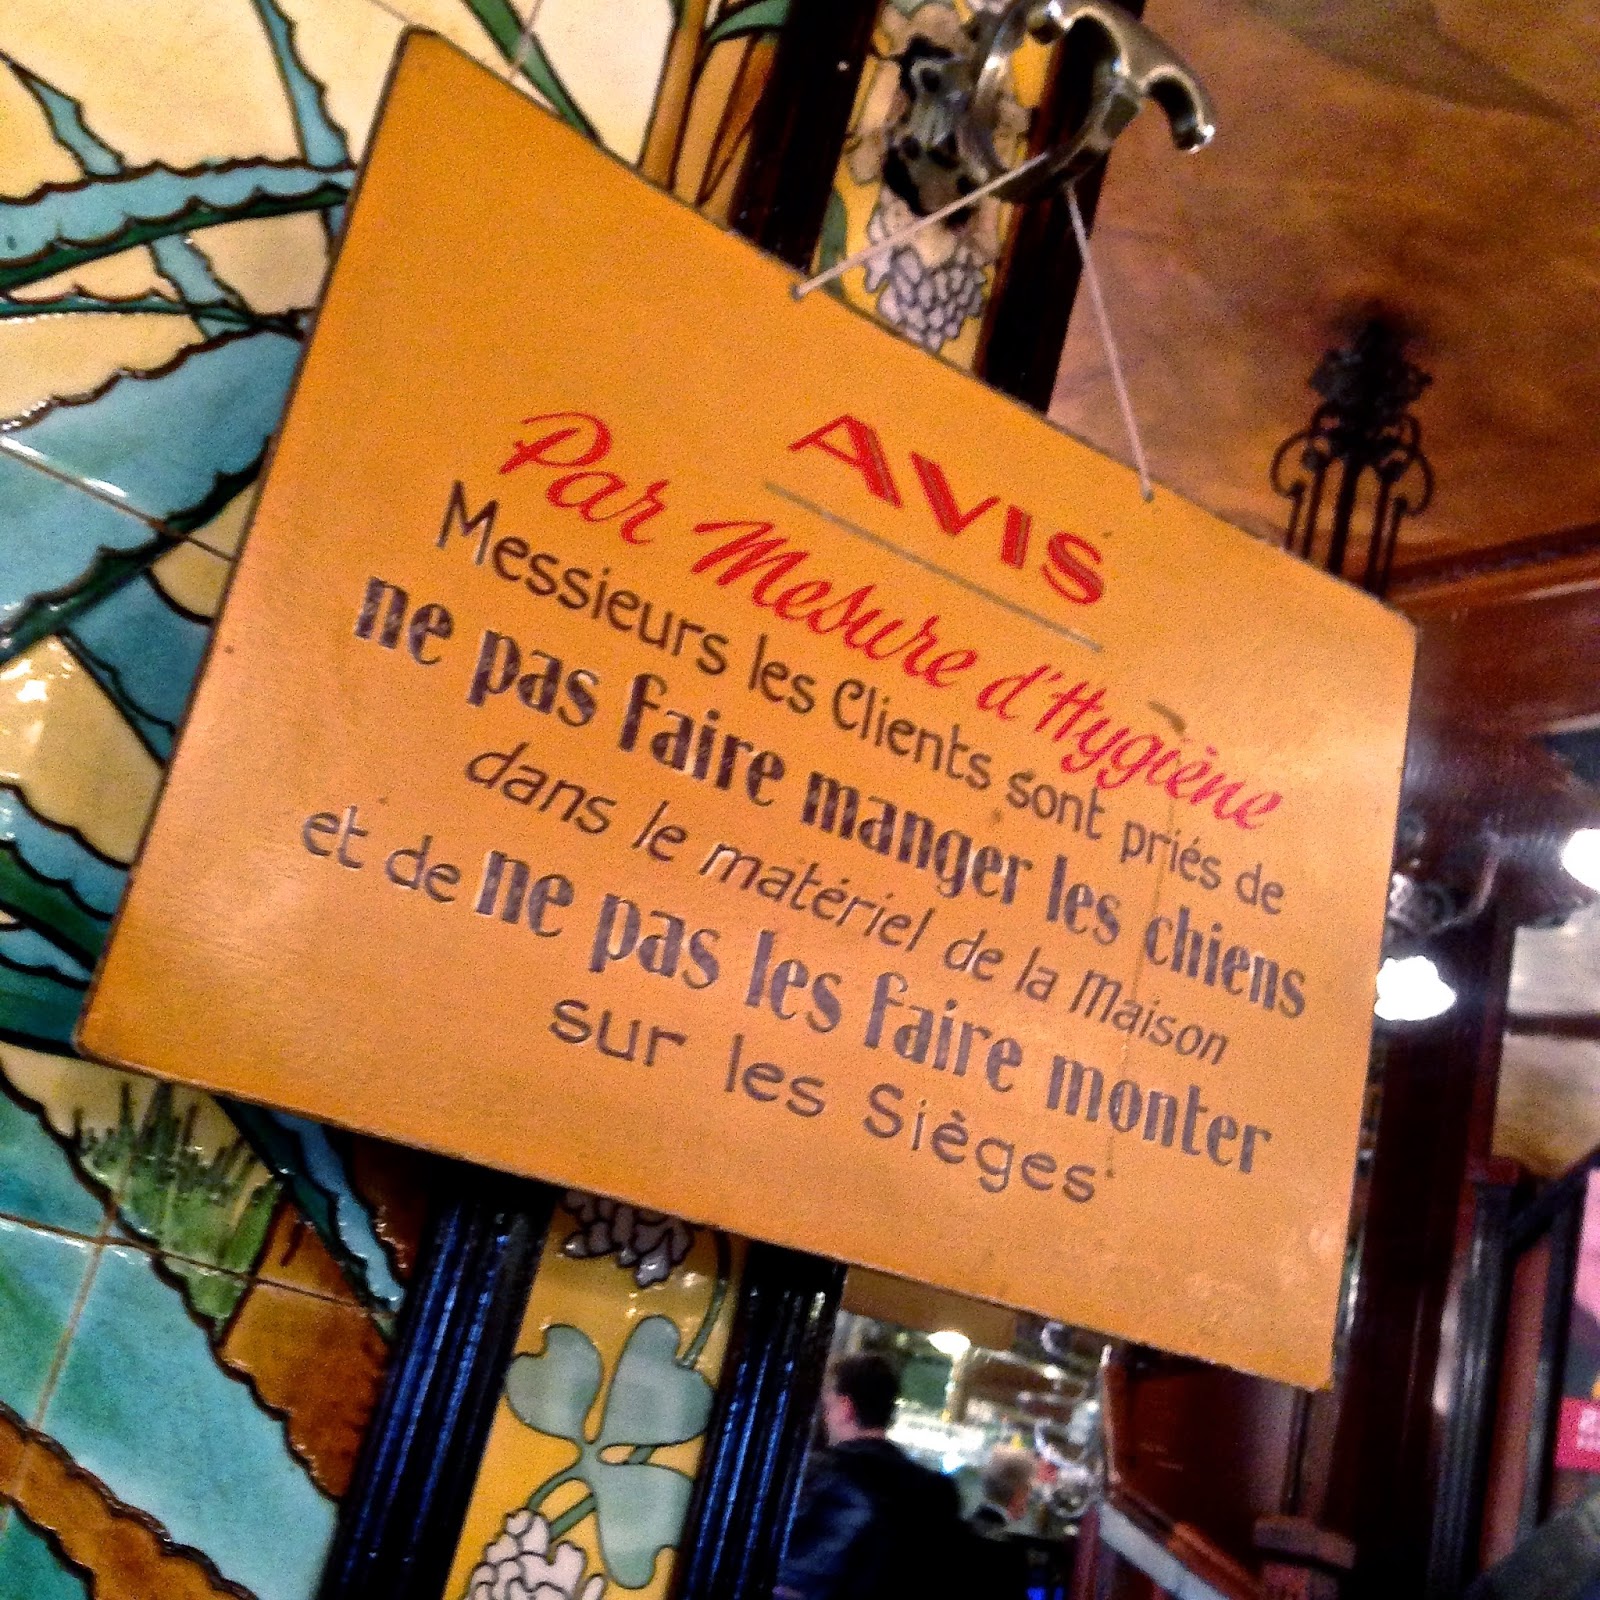 AVIS
Par Mesure d'Hygiène
Messieurs les Clients sont priés de
ne pas faire manger les chiens
dans le matériel de la Maison
et de ne pas les faire monter
sur les Sièges